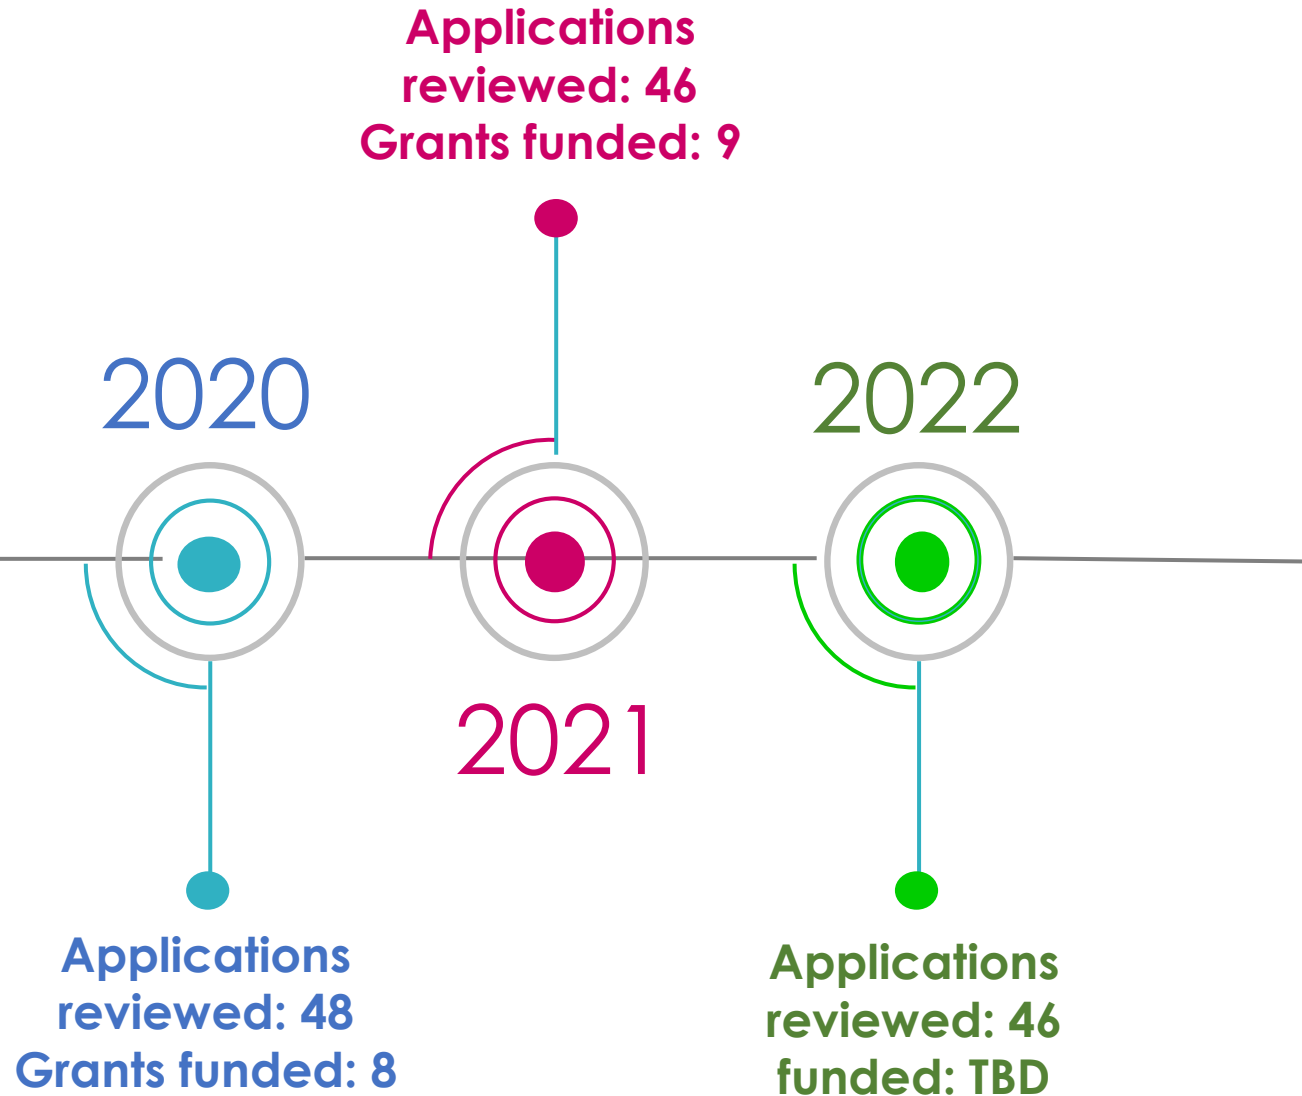 Applications
reviewed: 46
Grants funded: 9
2020
2022
2021
Applications
reviewed: 48
Grants funded: 8
Applications
reviewed: 46
funded: TBD